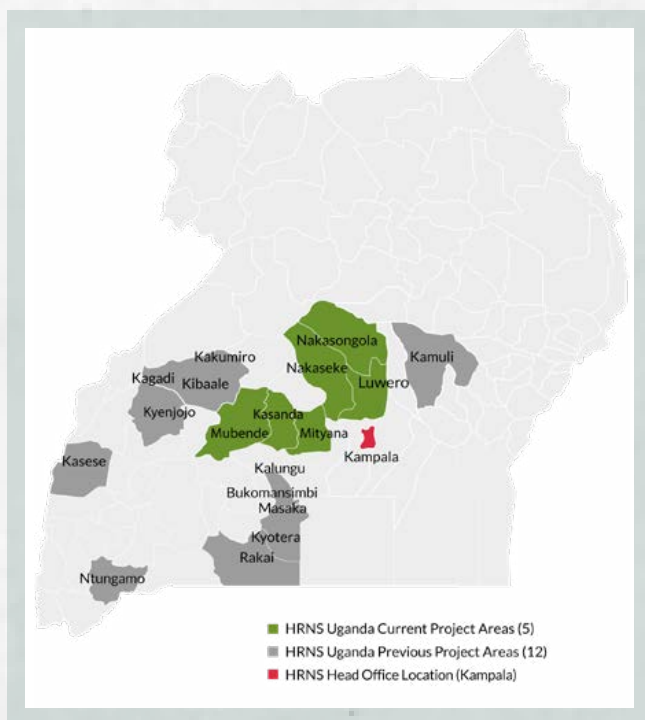 Nakasongola
Kakumiro
Kamuli
Nakaseke
Kagadi
Kibaale
Luwero
Kyenjojo
Kasanda
Mubende
Mityana
Kampala
Kasese
Kalungu
Bukomansimbi
Masaka
Kyotera
Rakai
Ntungamo
HRNS Uganda Current Project Areas (5)
HRNS Uganda Previous Project Areas (12)
HRNS Head Office Location (Kampala)